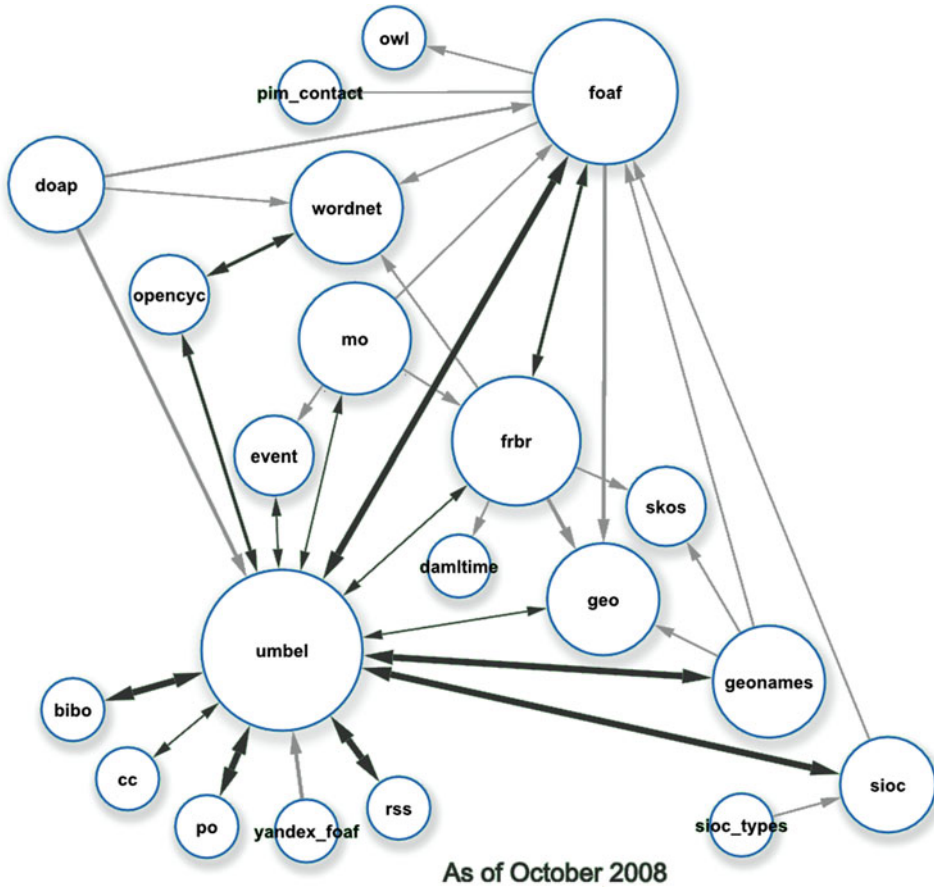 owl
foaf
pim_contact
doap
wordnet
opencyc
mo
frbr
event
skos
damltime
geo
umbel
geonames
bibo
cc
sioc
rss
po
yandex_foaf
sioc_types
As of October 2008